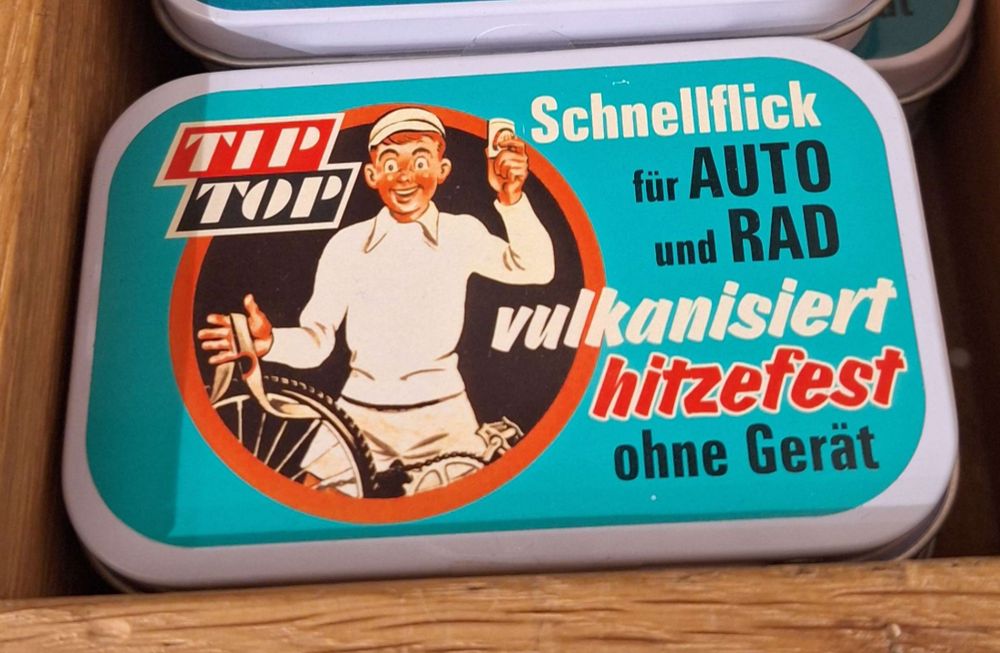 TIP
TOP
Schnellflick
für AUTO
und RAD
vulkanisiert
hitzefest
ohne Gerät